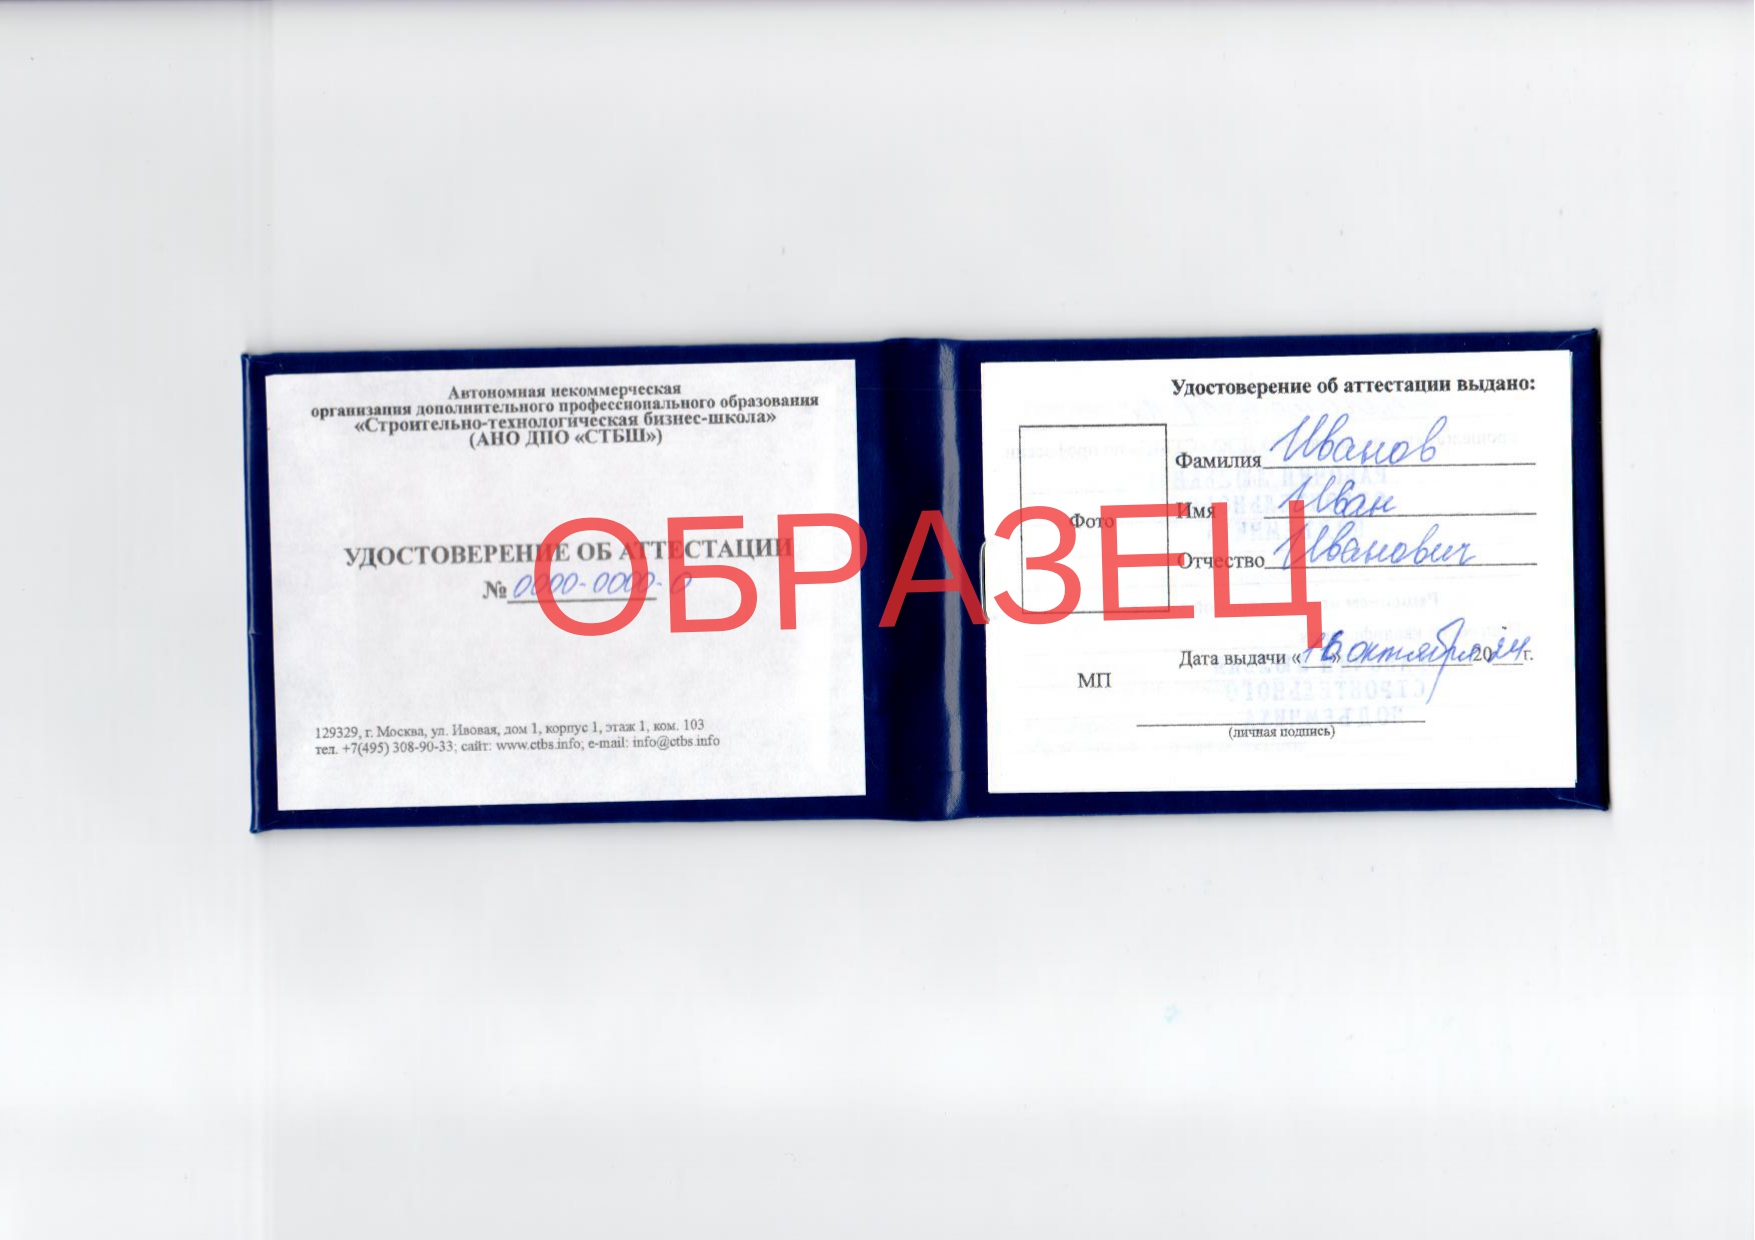 Автономная некоммерческая
организация дополнительного профессионального образования
«Строительно-технологическая бизнес-школа»
(АНО ДПО «СТБШ»)
УДОСТОВЕРЕНИЕ ОБ АТТЕСТАЦИИ
№ 0000-0000-0
129329, г. Москва, ул. Ивовая, дом 1, корпус 1, этаж 1, ком. 103
тел. +7(495) 308-90-33; сайт: www.ctbs.info; e-mail: info@ctbs.info
ОБРАЗЕЦ
Удостоверение об аттестации выдано:
Фото
Фамилия Иванов
Имя Иван
Отчество Иванович
Дата выдачи «16» октября 2024г.
МП
(личная подпись)